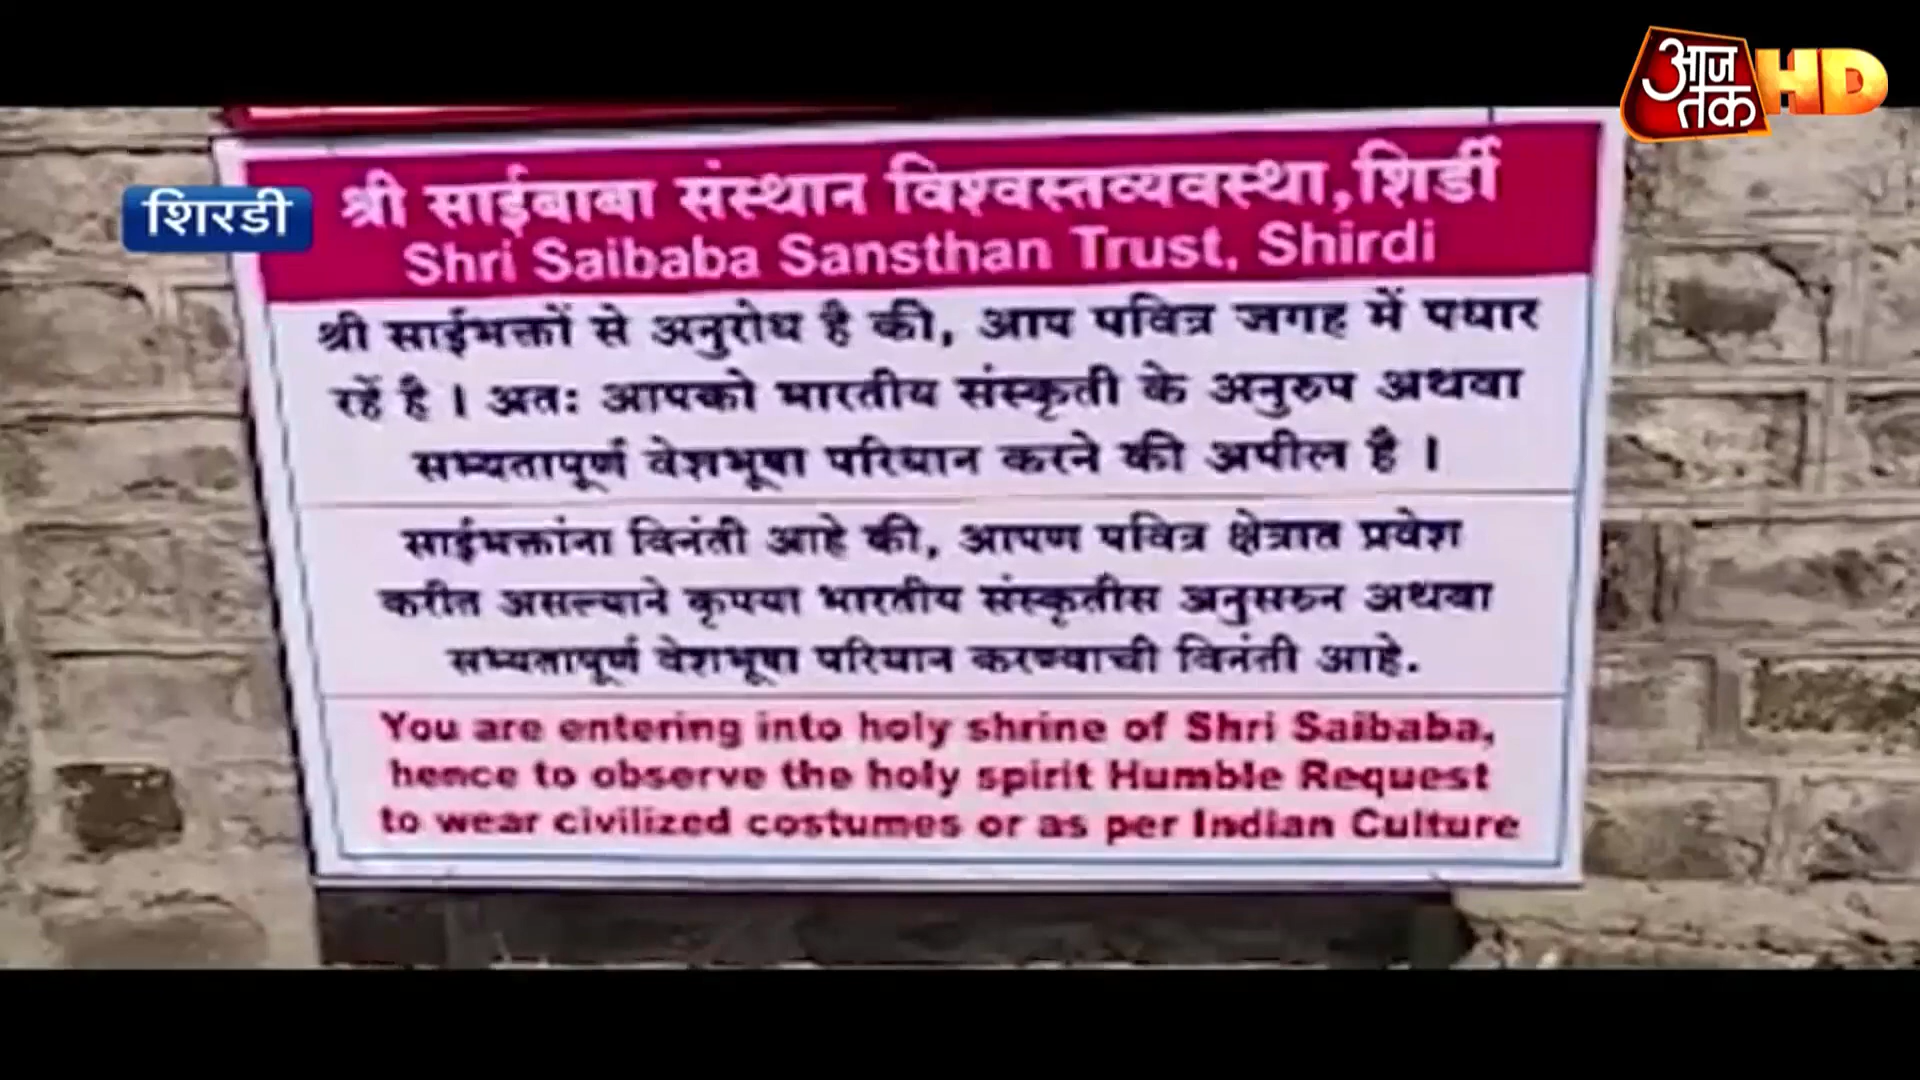 आज तक HD
शिरडी
श्री साईबाबा संस्थान विश्वस्तव्यवस्था, शिर्डी
Shri Saibaba Sansthan Trust, Shirdi
श्री साईभक्तों से अनुरोध है की, आप पवित्र जगह में पधार
रहें है । अतः आपको भारतीय संस्कृती के अनुरुप अथवा
सभ्यतापूर्ण वेशभूषा परिधान करने की अपील है ।
साईभक्तांना विनंती आहे की, आपण पवित्र क्षेत्रात प्रवेश
करीत असल्याने कृपया भारतीय संस्कृतीस अनुसरुन अथवा
सभ्यतापूर्ण वेशभूषा परिधान करण्याची विनंती आहे.
You are entering into holy shrine of Shri Saibaba,
hence to observe the holy spirit Humble Request
to wear civilized costumes or as per Indian Culture